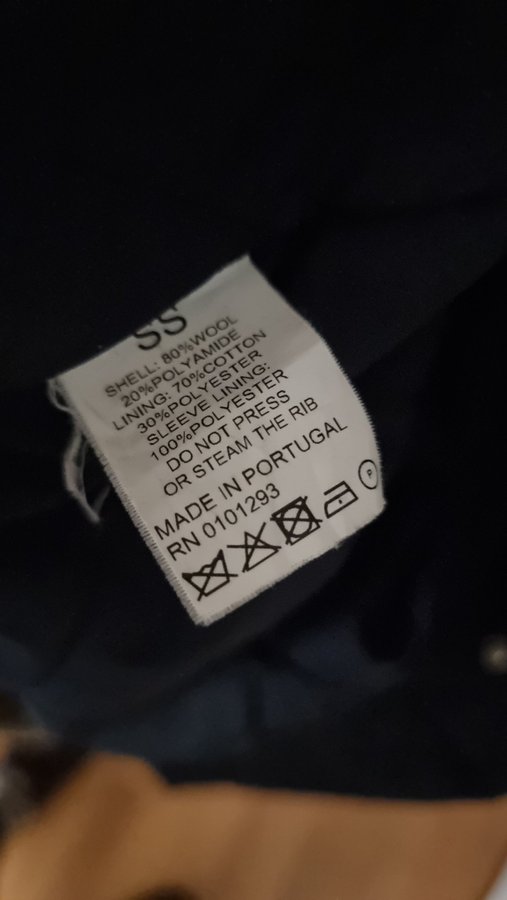 SS
SHELL: 80%WOOL
20%POLYAMIDE
LINING: 70%COTTON
30%POLYESTER
SLEEVE LINING:
100%POLYESTER
DO NOT PRESS
OR STEAM THE RIB
MADE IN PORTUGAL
RN 0101293
P